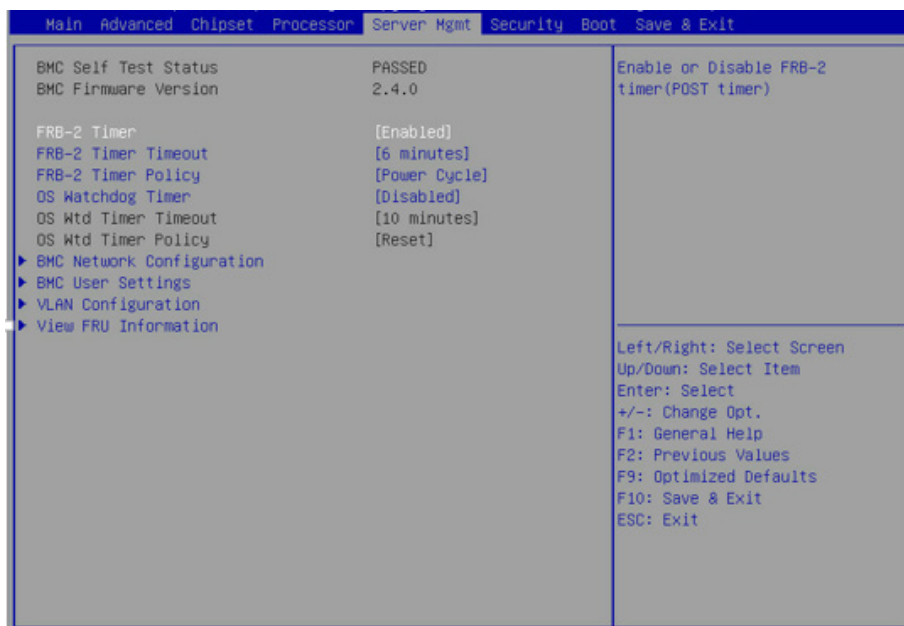 Main Advanced Chipset Processor Server Mgmt Security Boot Save & Exit
BMC Self Test Status PASSED
BMC Firmware Version 2.4.0
FRB-2 Timer [Enabled]
FRB-2 Timer Timeout [6 minutes]
FRB-2 Timer Policy [Power Cycle]
OS Watchdog Timer [Disabled]
OS Wtd Timer Timeout [10 minutes]
OS Wtd Timer Policy [Reset]
BMC Network Configuration
BMC User Settings
VLAN Configuration
View FRU Information
Enable or Disable FRB-2
timer(POST timer)
Left/Right: Select Screen
Up/Down: Select Item
Enter: Select
+/-: Change Opt.
F1: General Help
F2: Previous Values
F9: Optimized Defaults
F10: Save & Exit
ESC: Exit